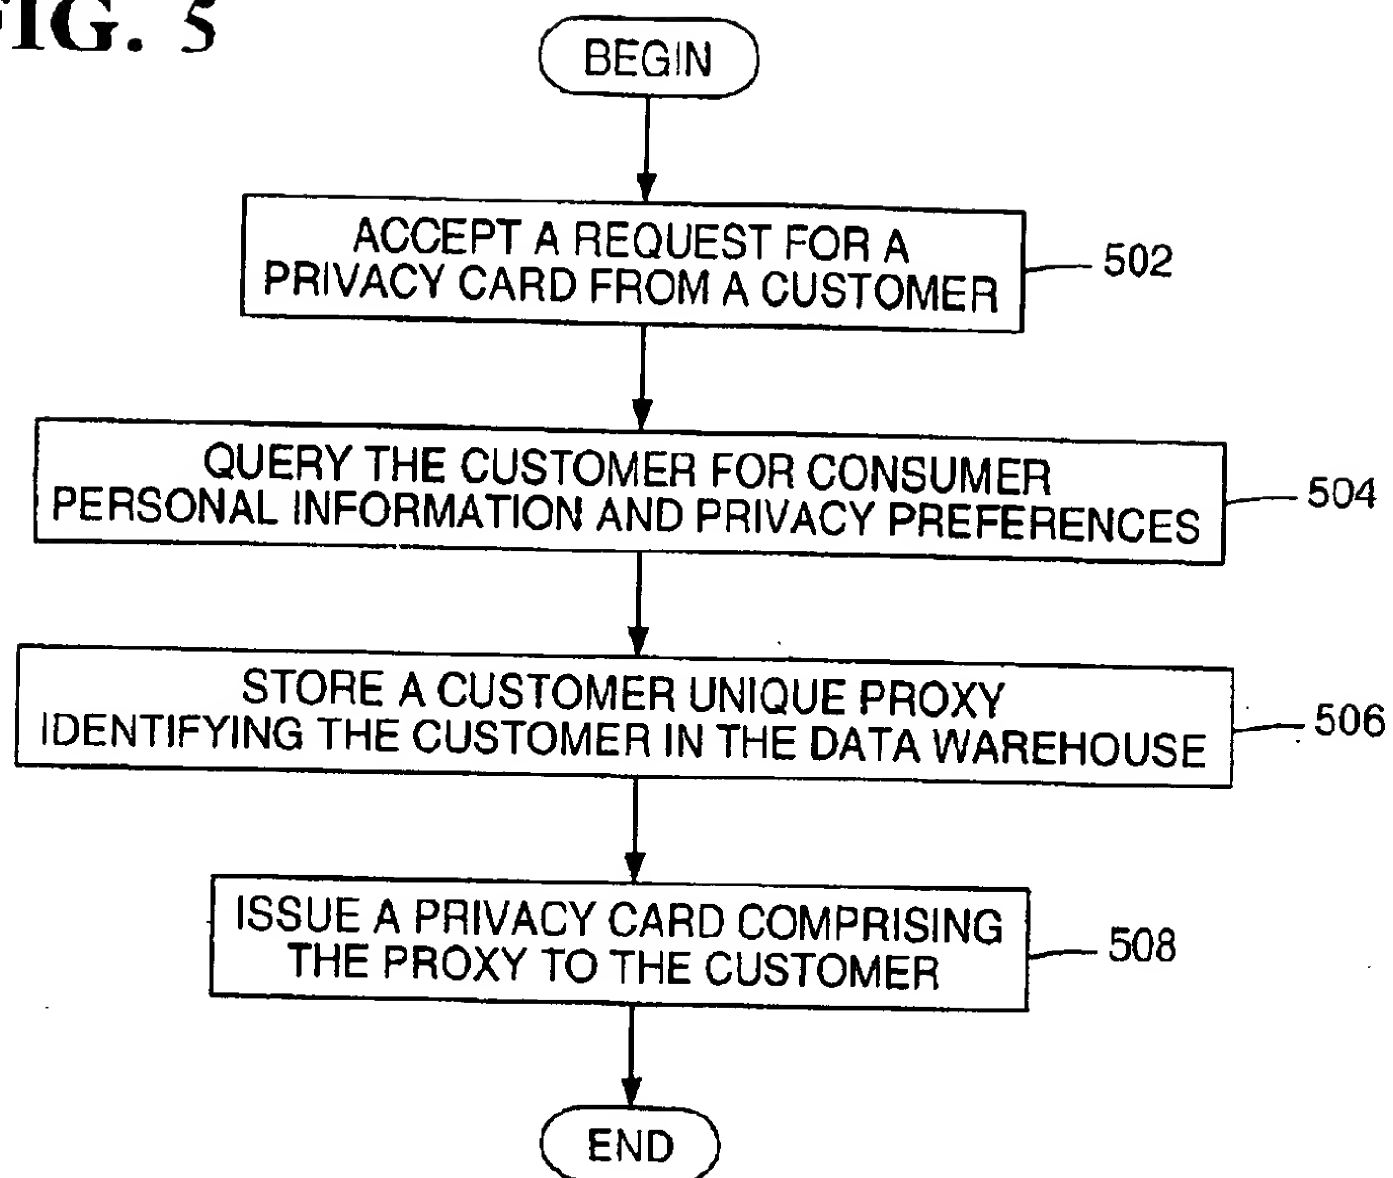 FIG. 5
BEGIN
ACCEPT A REQUEST FOR A
PRIVACY CARD FROM A CUSTOMER
502
QUERY THE CUSTOMER FOR CONSUMER
PERSONAL INFORMATION AND PRIVACY PREFERENCES
504
STORE A CUSTOMER UNIQUE PROXY
IDENTIFYING THE CUSTOMER IN THE DATA WAREHOUSE
506
ISSUE A PRIVACY CARD COMPRISING
THE PROXY TO THE CUSTOMER
508
END